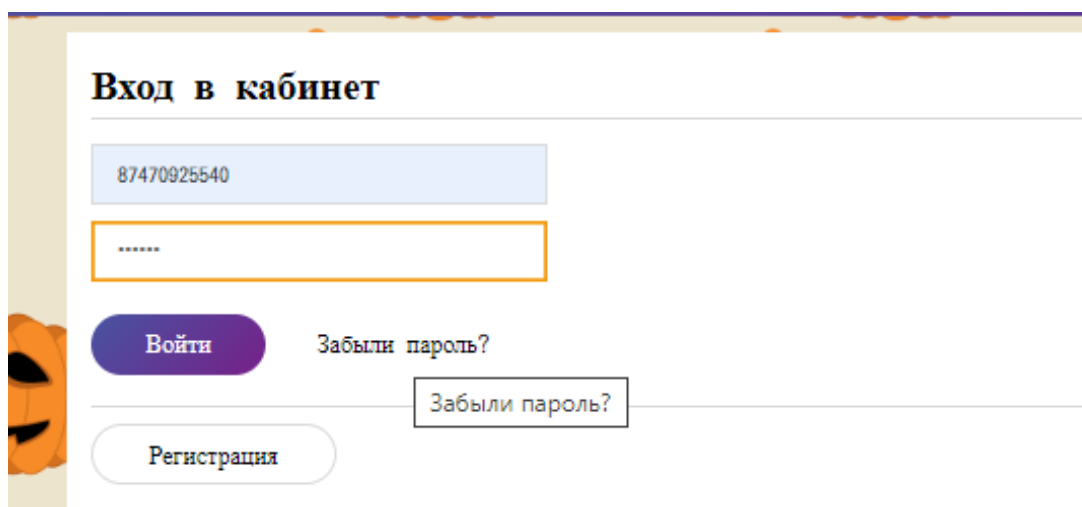 Вход в кабинет
87470925540
••••••
Войти
Забыли пароль?
Забыли пароль?
Регистрация